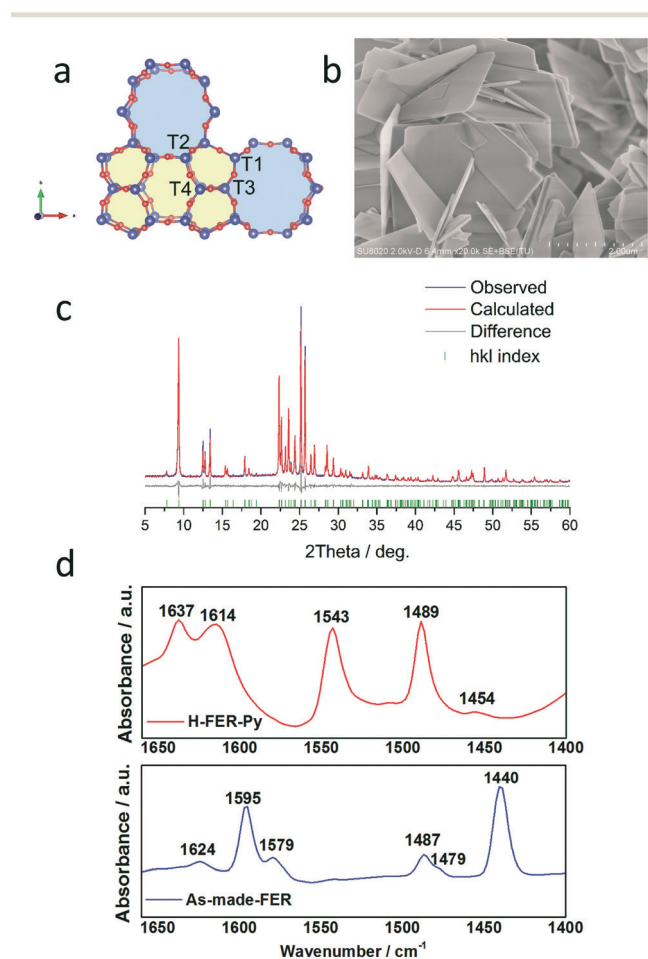 a
T2
T1
T4
T3
b
SU8020 2.0kV-D 6.4mm x20.0k SE+BSE(TU)
2.00um
c
Observed
Calculated
Difference
hkl index
5 10 15 20 25 30 35 40 45 50 55 60
2Theta / deg.
d
Absorbance / a.u.
1637
1614
1543
1489
1454
H-FER-Py
1650 1600 1550 1500 1450 1400
Absorbance / a.u.
1624
1595
1579
1487
1479
1440
As-made-FER
1650 1600 1550 1500 1450 1400
Wavenumber / cm⁻¹